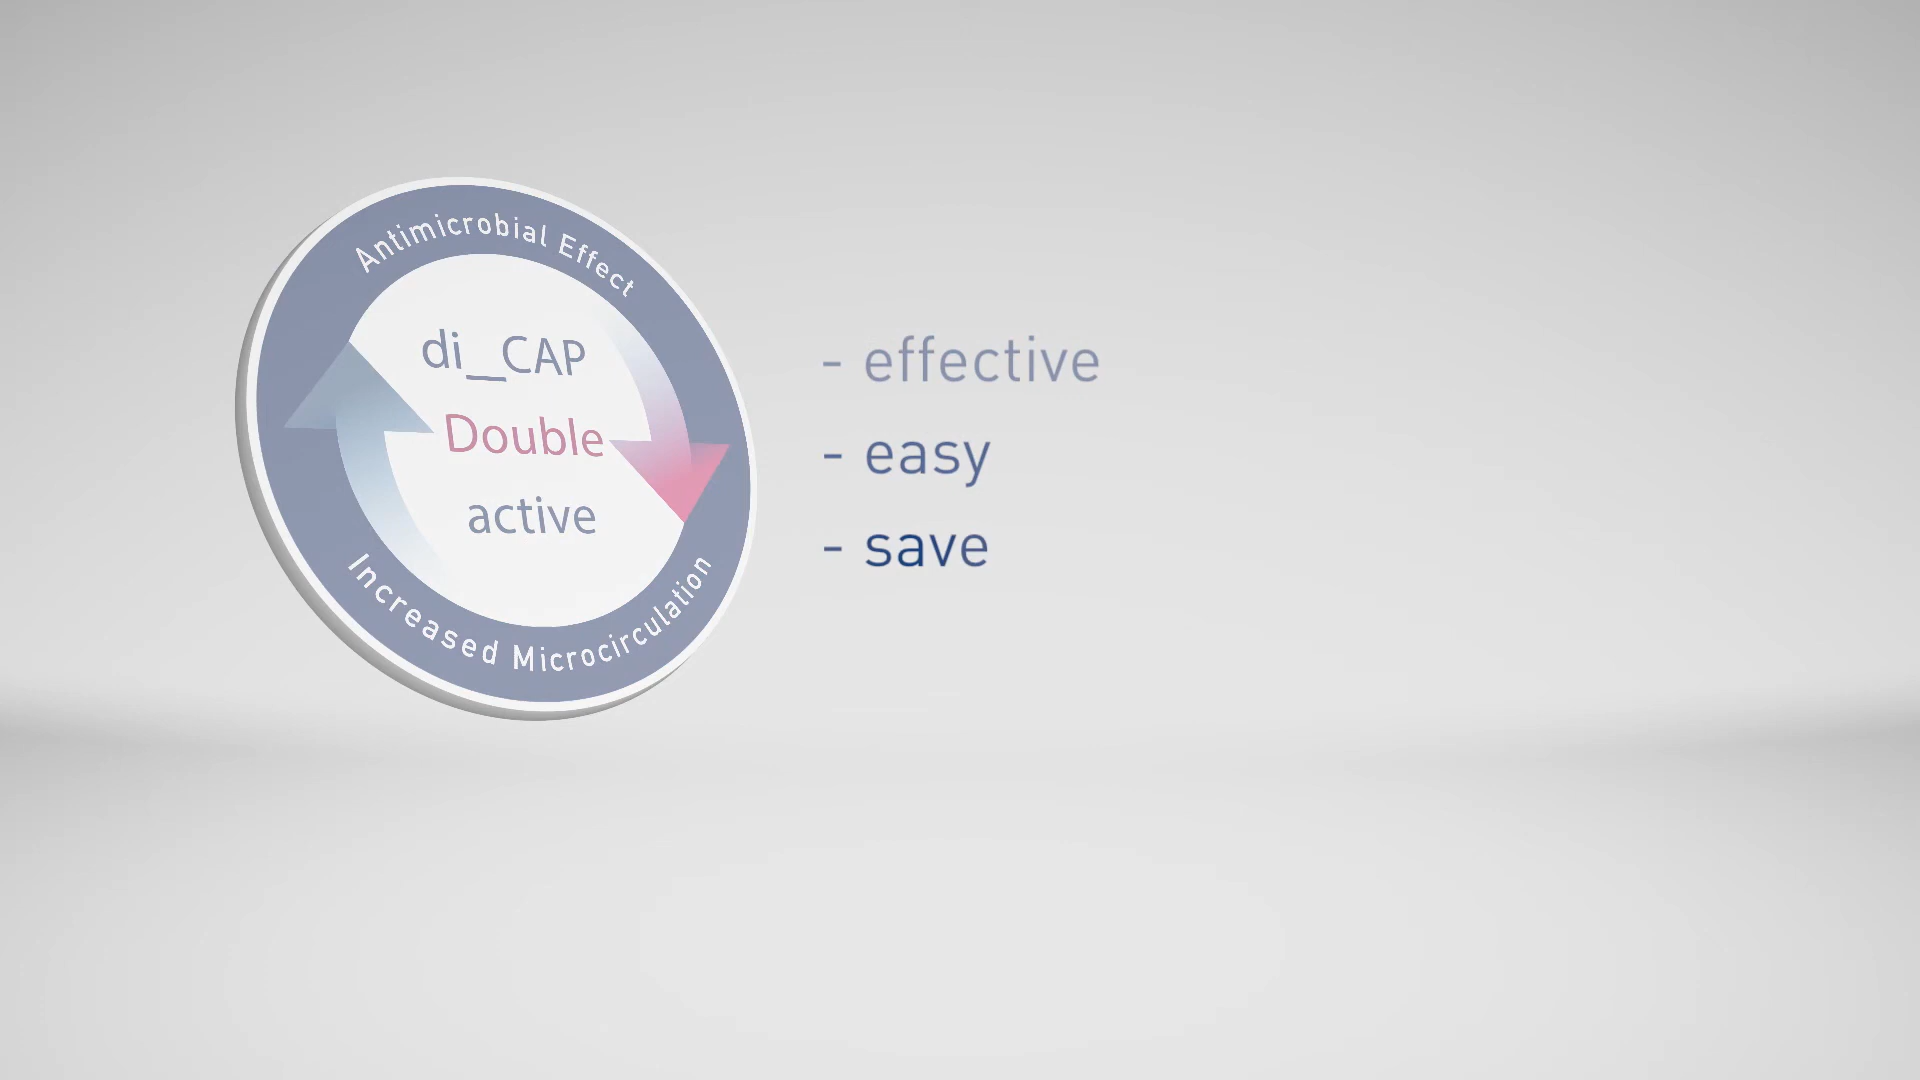 Antimicrobial Effect
di_CAP
Double
active
Increased Microcirculation
- effective
- easy
- save